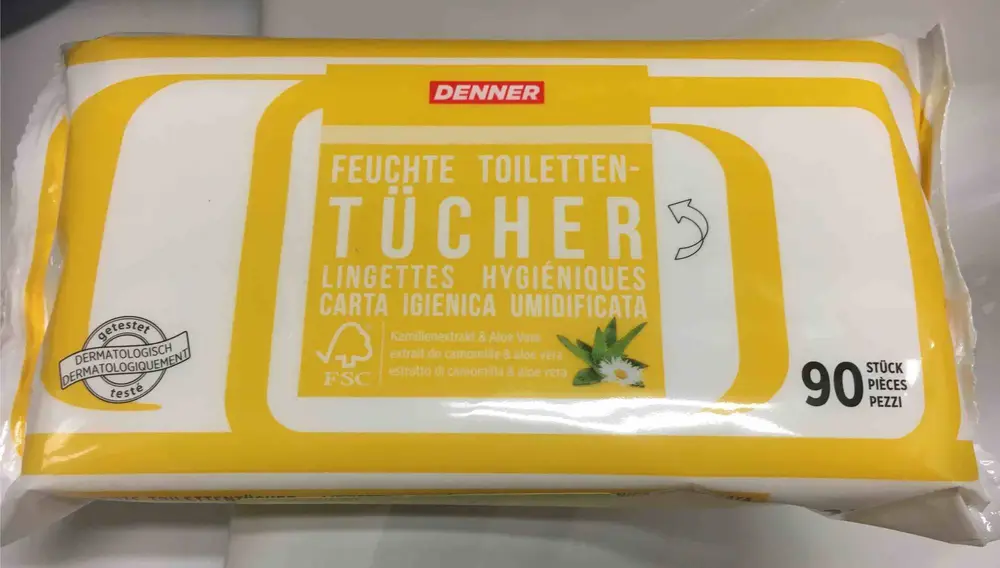 DENNER
FEUCHTE TOILETTEN-
TÜCHER
LINGETTES HYGIÉNIQUES
CARTA IGIENICA UMIDIFICATA
FSC
Kamillenextrakt & Aloe Vera
extrait de camomille & aloe vera
estratto di camomilla & aloe vera
getestet
DERMATOLOGISCH
DERMATOLOGIQUEMENT
testé
90
STÜCK
PIÈCES
PEZZI
TOILETTENTÜCHER